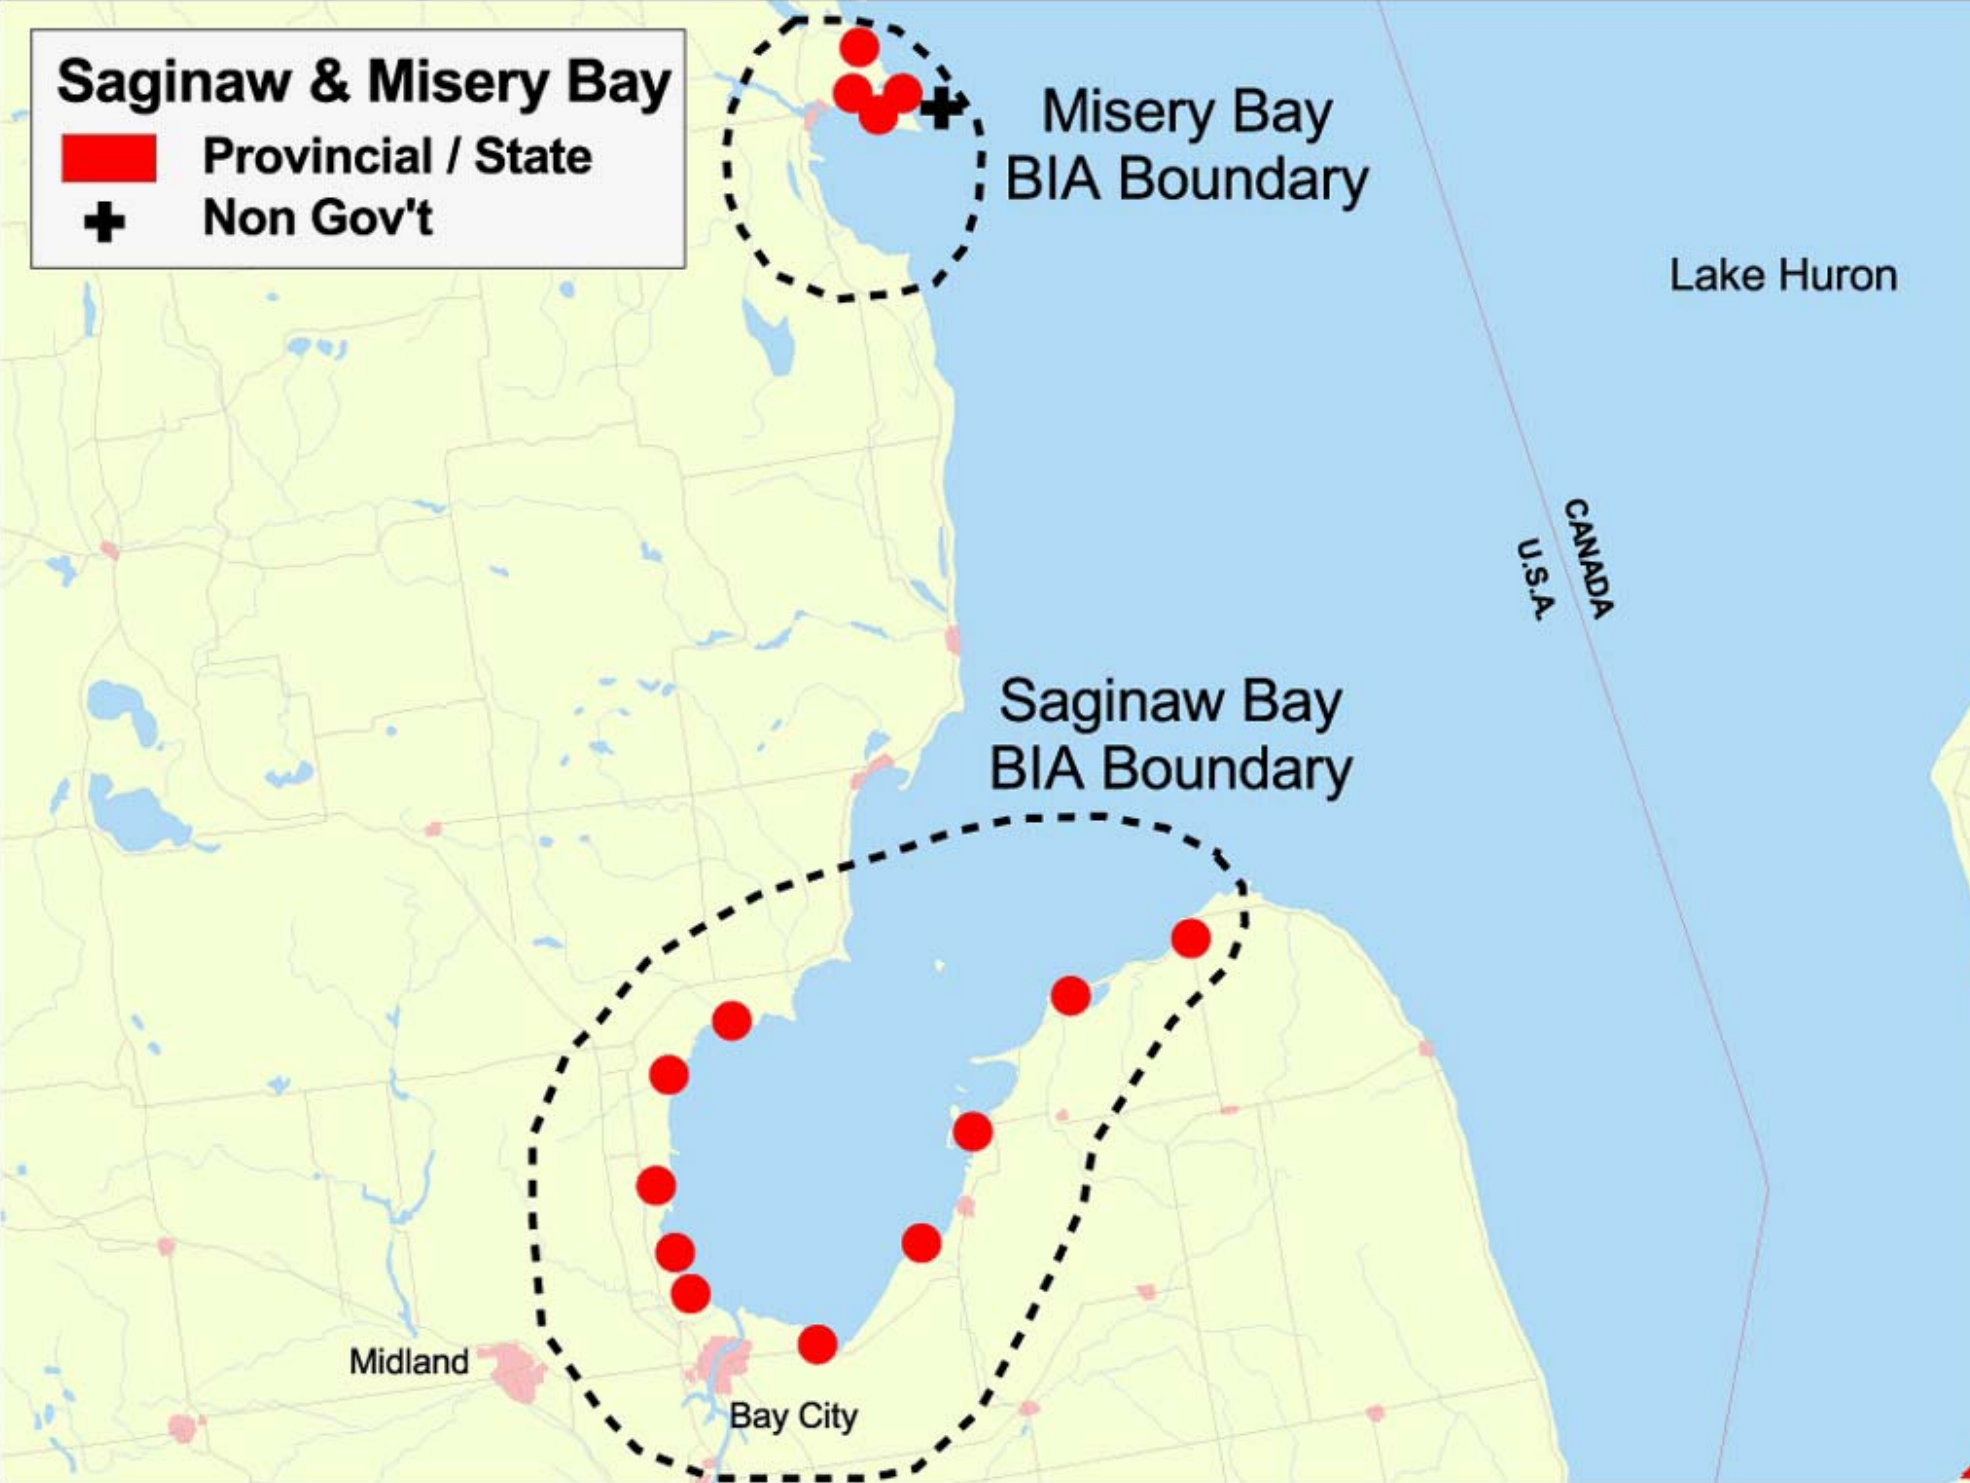 Saginaw & Misery Bay
Provincial / State
Non Gov't
Misery Bay
BIA Boundary
Lake Huron
CANADA
U.S.A.
Saginaw Bay
BIA Boundary
Midland
Bay City